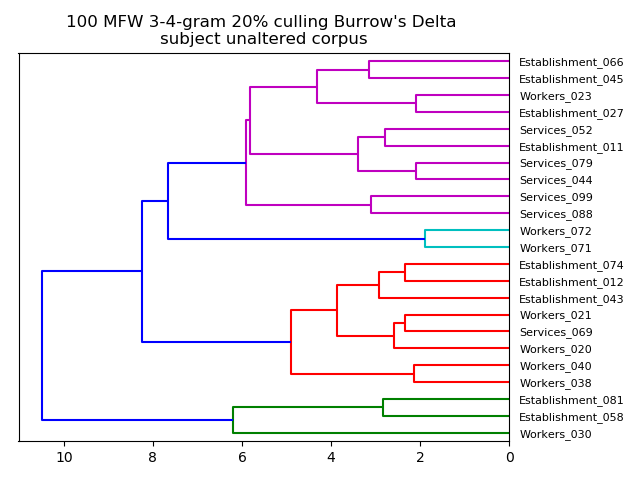 100 MFW 3-4-gram 20% culling Burrow's Delta
subject unaltered corpus
Establishment_066
Establishment_045
Workers_023
Establishment_027
Services_052
Establishment_011
Services_079
Services_044
Services_099
Services_088
Workers_072
Workers_071
Establishment_074
Establishment_012
Establishment_043
Workers_021
Services_069
Workers_020
Workers_040
Workers_038
Establishment_081
Establishment_058
Workers_030
10 8 6 4 2 0